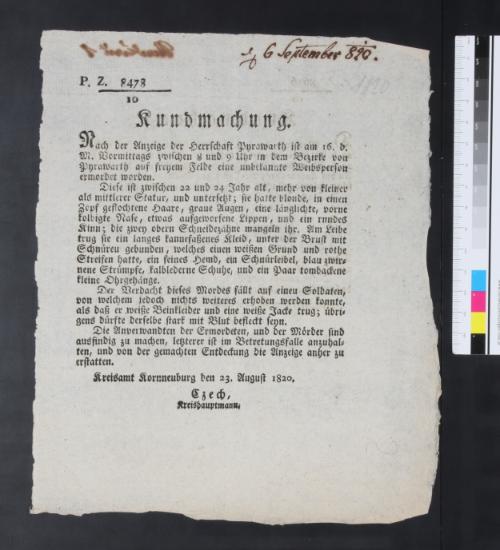 6 September 820.
P. Z. 8478
10
Kundmachung.
Nach der Anzeige der Herrschaft Pyrawarth ist am 16. d.
M. Vormittags zwischen 8 und 9 Uhr in dem Bezirke von
Pyrawarth auf freyem Felde eine unbekannte Weibsperson
ermordet worden.
Diese ist zwischen 22 und 24 Jahr alt, mehr von kleiner
als mittlerer Statur, und untersetzt; sie hatte blonde, in einen
Zopf geflochtene Haare, graue Augen, eine länglichte, vorne
kolbigte Nase, etwas aufgeworfene Lippen, und ein rundes
Kinn; die zwey obern Schneidezähne mangeln ihr. Am Leibe
trug sie ein langes kamufaßenes Kleid, unter der Brust mit
Schnüren gebunden, welches einen weißen Grund und rothe
Streifen hatte, ein feines Hemd, ein Schnürleibel, blau zwir-
nene Strümpfe, kalblederne Schuhe, und ein Paar tombackene
kleine Ohrgehänge.
Der Verdacht dieses Mordes fällt auf einen Soldaten,
von welchem jedoch nichts weiteres erhoben werden konnte,
als daß er weiße Beinkleider und eine weiße Jacke trug; übri-
gens dürfte derselbe stark mit Blut befleckt seyn.
Die Anverwandten der Ermordeten, und der Mörder sind
ausfindig zu machen, letzterer ist im Betretungsfalle anzuhal-
ten, und von der gemachten Entdeckung die Anzeige anher zu
erstatten.
Kreisamt Kornneuburg den 23. August 1820.
Czech,
Kreishauptmann.